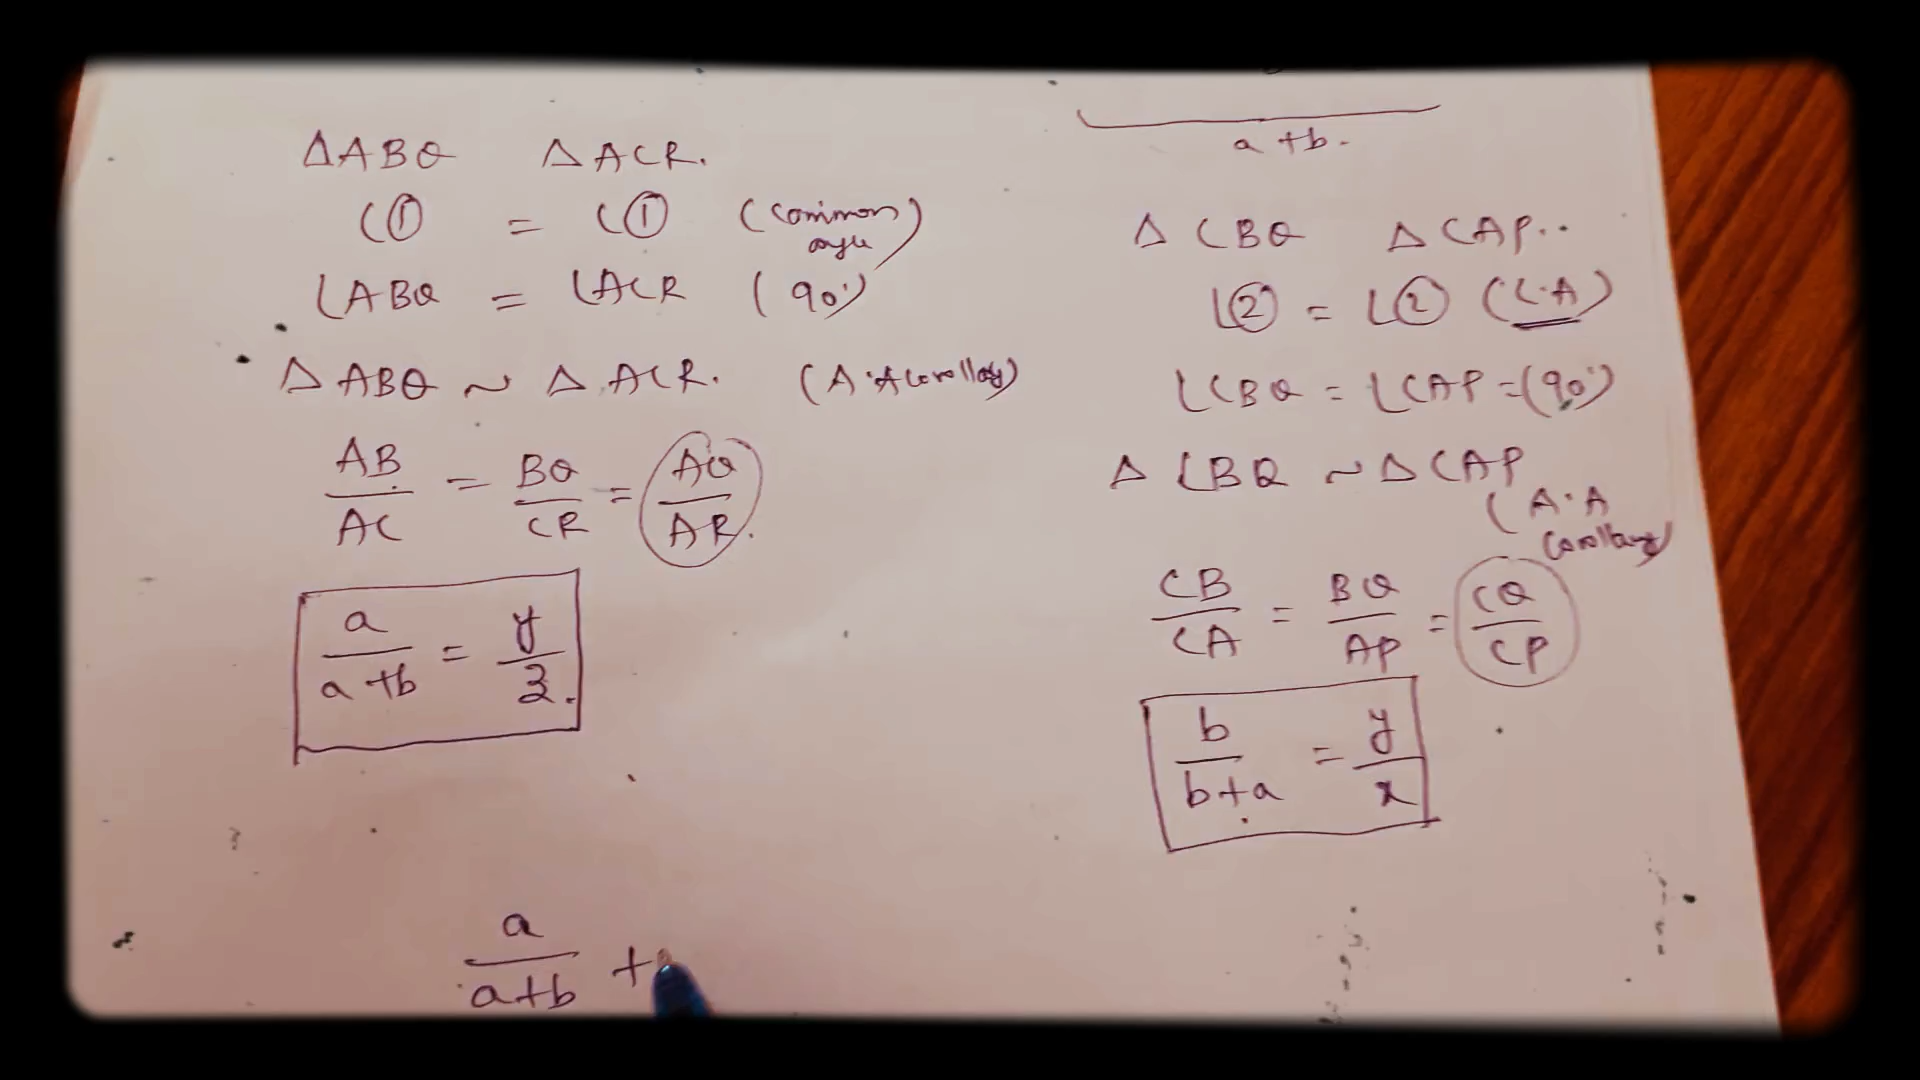 ΔABQ ΔACR.
∠① = ∠① (common angle)
∠ABQ = ∠ACR (90°)
ΔABQ ~ ΔACR. (A·A Corollary)
AB/AC = BQ/CR = AQ/AR.
a/a+b = y/z.
a/a+b +
a+b.
ΔCBQ ΔCAP..
∠② = ∠② (C·A)
∠CBQ = ∠CAP = (90°)
ΔCBQ ~ ΔCAP
(A·A
Corollary)
CB/CA = BQ/AP = CQ/CP
b/b+a = y/x